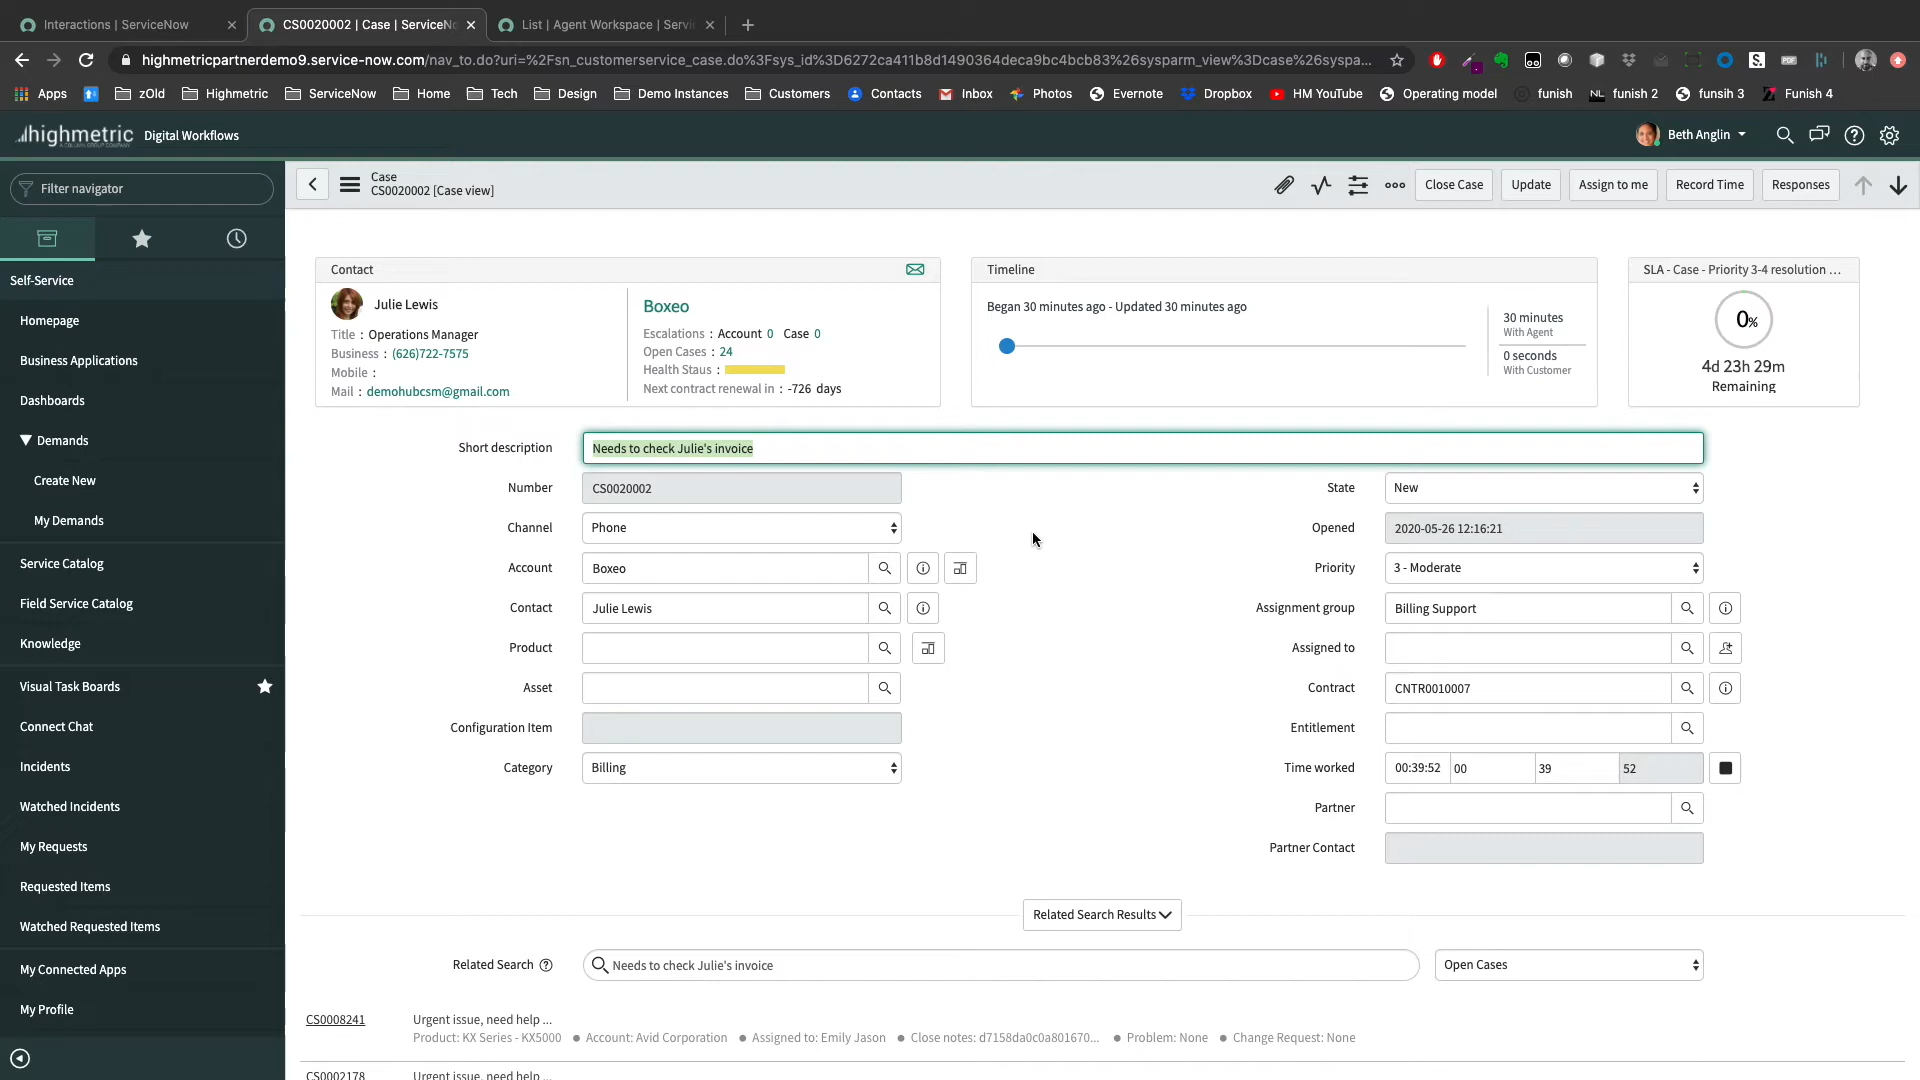 Interactions | ServiceNow
CS0020002 | Case | ServiceN
List | Agent Workspace | Servi
highmetricpartnerdemo9.service-now.com/nav_to.do?uri=%2Fsn_customerservice_case.do%3Fsys_id%3D6272ca411b8d1490364deca9bc4bcb83%26sysparm_view%3Dcase%26syspa...
Apps
zOld
Highmetric
ServiceNow
Home
Tech
Design
Demo Instances
Customers
Contacts
Inbox
Photos
Evernote
Dropbox
HM YouTube
Operating model
funish
NL funish 2
funsih 3
Funish 4
highmetric
Digital Workflows
Beth Anglin
Filter navigator
Self-Service
Homepage
Business Applications
Dashboards
Demands
Create New
My Demands
Service Catalog
Field Service Catalog
Knowledge
Visual Task Boards
Connect Chat
Incidents
Watched Incidents
My Requests
Requested Items
Watched Requested Items
My Connected Apps
My Profile
Case
CS0020002 [Case view]
Close Case
Update
Assign to me
Record Time
Responses
Contact
Julie Lewis
Title : Operations Manager
Business : (626)722-7575
Mobile :
Mail : demohubcsm@gmail.com
Boxeo
Escalations : Account 0 Case 0
Open Cases : 24
Health Staus :
Next contract renewal in : -726 days
Timeline
Began 30 minutes ago - Updated 30 minutes ago
30 minutes
With Agent
0 seconds
With Customer
SLA - Case - Priority 3-4 resolution ...
0%
4d 23h 29m
Remaining
Short description
Needs to check Julie's invoice
Number
CS0020002
Channel
Phone
Account
Boxeo
Contact
Julie Lewis
Product
Asset
Configuration Item
Category
Billing
State
New
Opened
2020-05-26 12:16:21
Priority
3 - Moderate
Assignment group
Billing Support
Assigned to
Contract
CNTR0010007
Entitlement
Time worked
00:39:52 00 39 52
Partner
Partner Contact
Related Search Results
Related Search
Needs to check Julie's invoice
Open Cases
CS0008241
Urgent issue, need help ...
Product: KX Series - KX5000 ● Account: Avid Corporation ● Assigned to: Emily Jason ● Close notes: d7158da0c0a801670... ● Problem: None ● Change Request: None
CS0002178
Urgent issue, need help ...